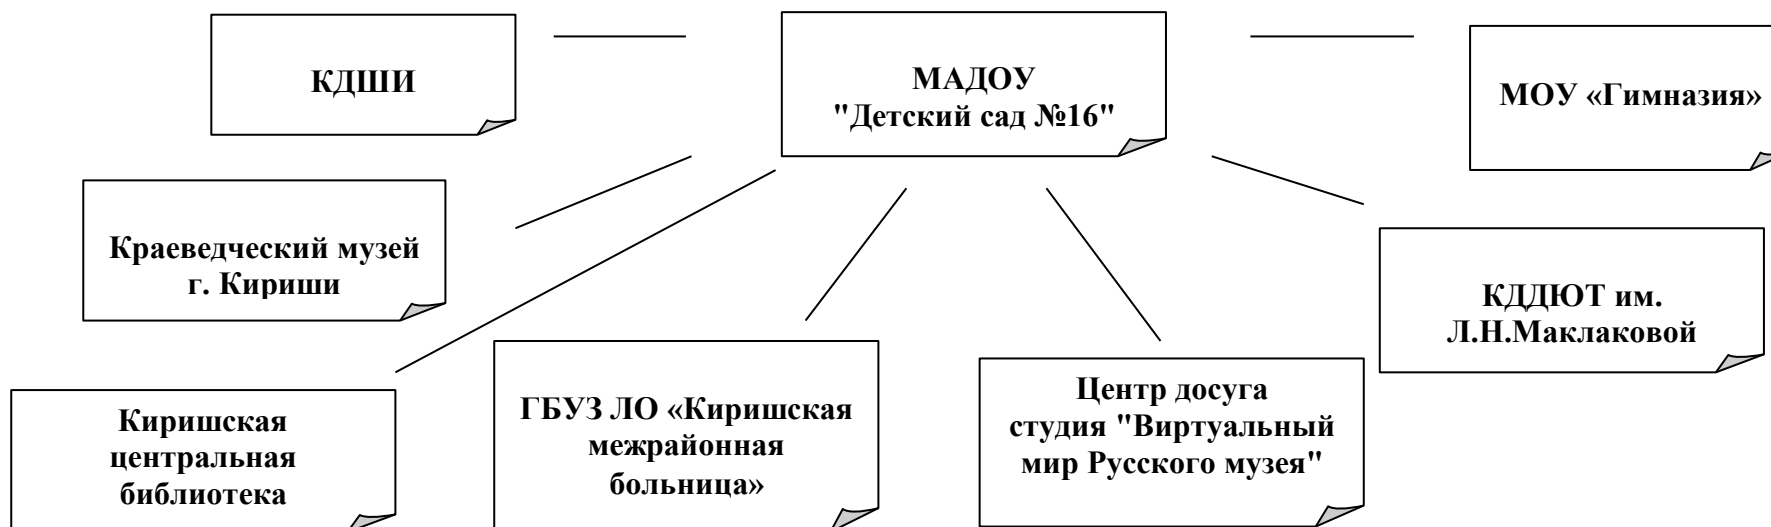 КДШИ
МАДОУ
"Детский сад №16"
МОУ «Гимназия»
Краеведческий музей
г. Кириши
КДДЮТ им.
Л.Н.Маклаковой
Киришская
центральная
библиотека
ГБУЗ ЛО «Киришская
межрайонная
больница»
Центр досуга
студия "Виртуальный
мир Русского музея"